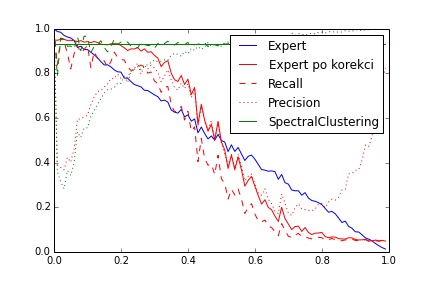 1.0
0.8
0.6
0.4
0.2
0.0
0.0 0.2 0.4 0.6 0.8 1.0
Expert
Expert po korekci
Recall
Precision
SpectralClustering